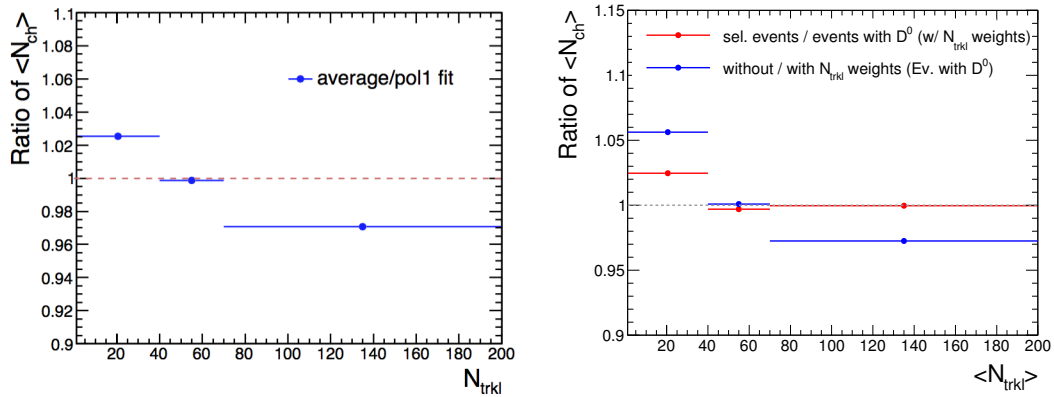 Ratio of <N_ch>
1.1
1.08
1.06
1.04
1.02
1
0.98
0.96
0.94
0.92
0.9
average/pol1 fit
20 40 60 80 100 120 140 160 180 200
N_trkl
Ratio of <N_ch>
1.15
1.1
1.05
1
0.95
0.9
sel. events / events with D⁰ (w/ N_trkl weights)
without / with N_trkl weights (Ev. with D⁰)
20 40 60 80 100 120 140 160 180 200
<N_trkl>